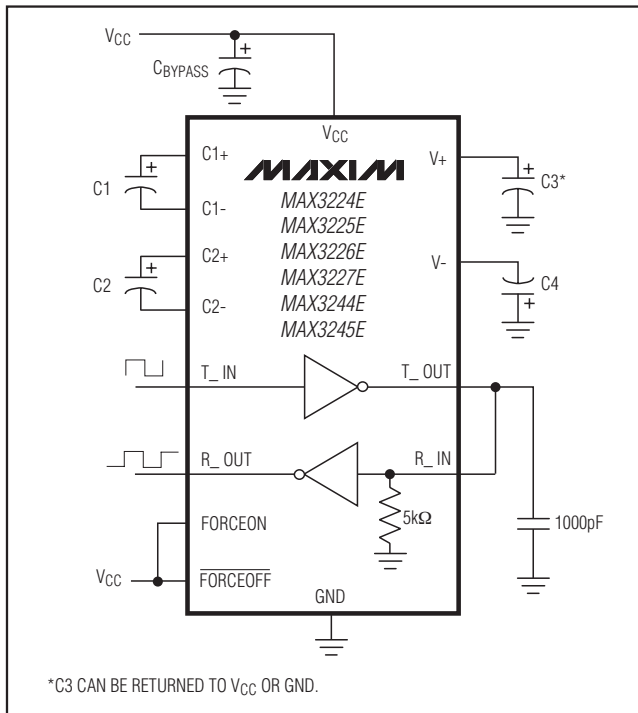 VCC
CBYPASS
+
VCC
C1+
C1
+
C1-
C2+
C2
+
C2-
MAXIM
MAX3224E
MAX3225E
MAX3226E
MAX3227E
MAX3244E
MAX3245E
V+
+
C3*
V-
C4
+
T_ IN
T_ OUT
R_ OUT
R_ IN
5kΩ
1000pF
FORCEON
VCC
FORCEOFF
GND
*C3 CAN BE RETURNED TO VCC OR GND.